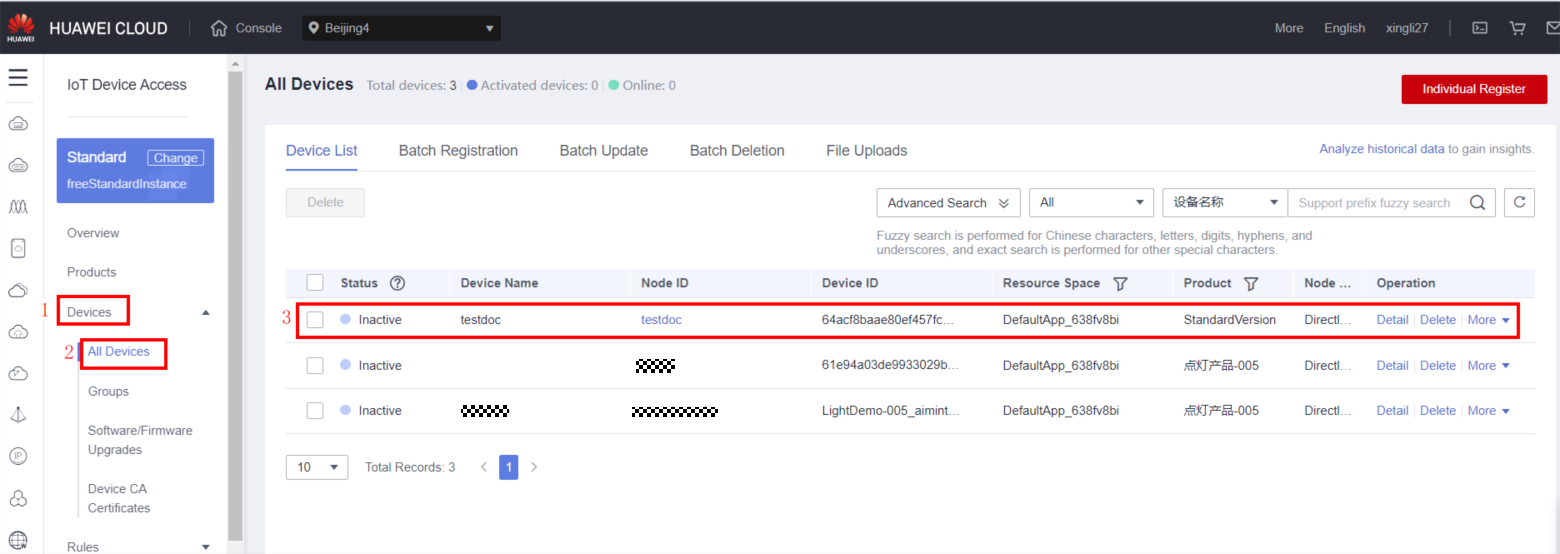 HUAWEI
HUAWEI CLOUD
Console
Beijing4
More
English
xingli27
IoT Device Access
Standard
Change
freeStandardInstance
Overview
Products
1
Devices
2
All Devices
Groups
Software/Firmware
Upgrades
Device CA
Certificates
Rules
All Devices Total devices: 3 Activated devices: 0 Online: 0
Individual Register
Device List
Batch Registration
Batch Update
Batch Deletion
File Uploads
Analyze historical data to gain insights.
Delete
Advanced Search
All
设备名称
Support prefix fuzzy search
Fuzzy search is performed for Chinese characters, letters, digits, hyphens, and
underscores, and exact search is performed for other special characters.
Status ? Device Name Node ID Device ID Resource Space Product Node ... Operation
3
Inactive testdoc testdoc 64acf8baae80ef457fc... DefaultApp_638fv8bi StandardVersion Directl... Detail Delete More
Inactive 61e94a03de9933029b... DefaultApp_638fv8bi 点灯产品-005 Directl... Detail Delete More
Inactive LightDemo-005_aimint... DefaultApp_638fv8bi 点灯产品-005 Directl... Detail Delete More
10 Total Records: 3 < 1 >
IP